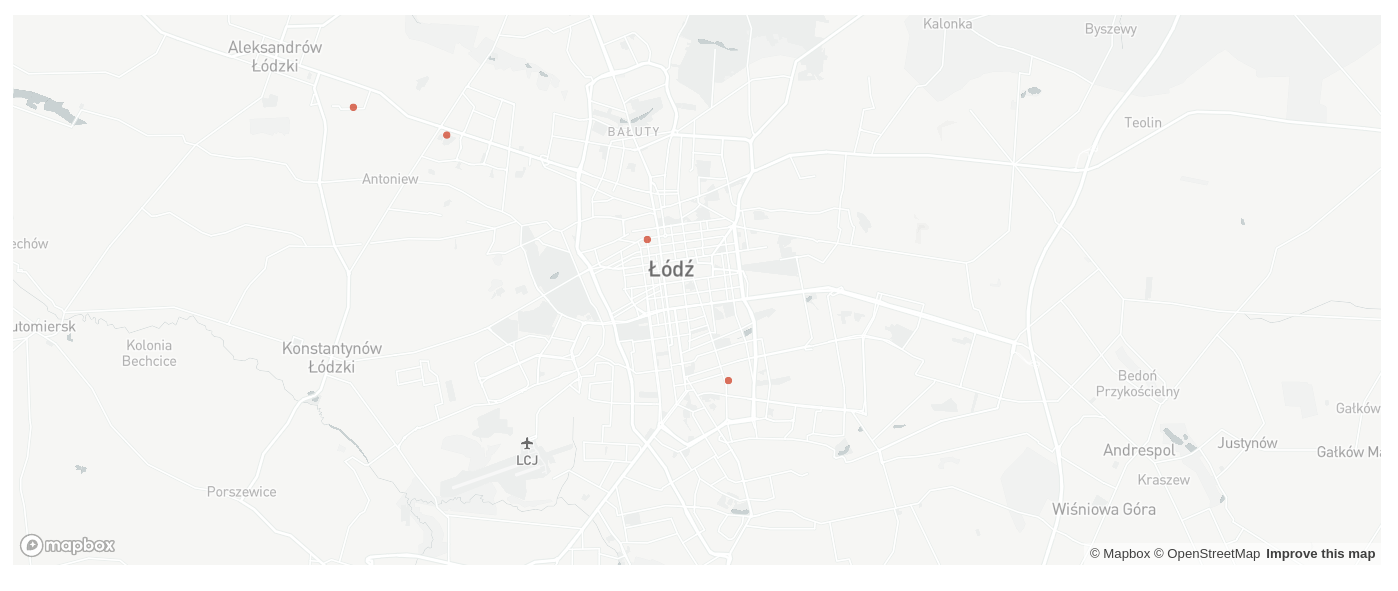 Kalonka
Byszewy
Aleksandrów
Łódzki
BAŁUTY
Teolin
Antoniew
echów
Łódź
utomiersk
Kolonia
Bechcice
Konstantynów
Łódzki
Bedoń
Przykościelny
Gałków
Justynów
Andrespol
Gałków Ma
LCJ
Kraszew
Porszewice
Wiśniowa Góra
mapbox
© Mapbox © OpenStreetMap Improve this map